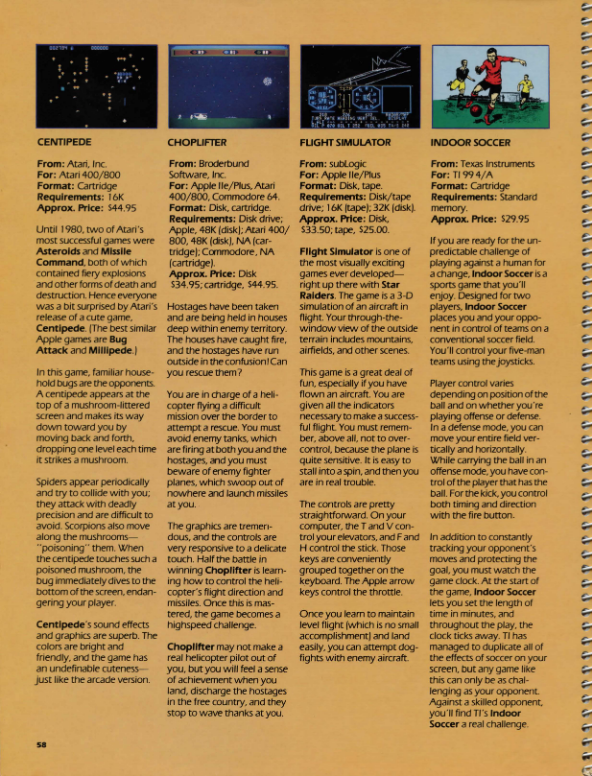 CENTIPEDE
From: Atari, Inc.
For: Atari 400/800
Format: Cartridge
Requirements: 16K
Approx. Price: $44.95
Until 1980, two of Atari's
most successful games were
Asteroids and Missile
Command, both of which
contained fiery explosions
and other forms of death and
destruction. Hence everyone
was a bit surprised by Atari's
release of a cute game,
Centipede. (The best similar
Apple games are Bug
Attack and Millipede.)
In this game, familiar house-
hold bugs are the opponents.
A centipede appears at the
top of a mushroom-littered
screen and makes its way
down toward you by
moving back and forth,
dropping one level each time
it strikes a mushroom.
Spiders appear periodically
and try to collide with you;
they attack with deadly
precision and are difficult to
avoid. Scorpions also move
along the mushrooms—
"poisoning" them. When
the centipede touches such a
poisoned mushroom, the
bug immediately dives to the
bottom of the screen, endan-
gering your player.
Centipede's sound effects
and graphics are superb. The
colors are bright and
friendly, and the game has
an undefinable cuteness—
just like the arcade version.
CHOPLIFTER
From: Broderbund
Software, Inc.
For: Apple IIe/Plus, Atari
400/800, Commodore 64.
Format: Disk, cartridge.
Requirements: Disk drive;
Apple, 48K (disk); Atari 400/
800, 48K (disk), NA (car-
tridge); Commodore, NA
(cartridge).
Approx. Price: Disk
$34.95; cartridge, $44.95.
Hostages have been taken
and are being held in houses
deep within enemy territory.
The houses have caught fire,
and the hostages have run
outside in the confusion! Can
you rescue them?
You are in charge of a heli-
copter flying a difficult
mission over the border to
attempt a rescue. You must
avoid enemy tanks, which
are firing at both you and the
hostages, and you must
beware of enemy fighter
planes, which swoop out of
nowhere and launch missiles
at you.
The graphics are tremen-
dous, and the controls are
very responsive to a delicate
touch. Half the battle in
winning Choplifter is learn-
ing how to control the heli-
copter's flight direction and
missiles. Once this is mas-
tered, the game becomes a
highspeed challenge.
Choplifter may not make a
real helicopter pilot out of
you, but you will feel a sense
of achievement when you
land, discharge the hostages
in the free country, and they
stop to wave thanks at you.
FLIGHT SIMULATOR
From: subLogic
For: Apple IIe/Plus
Format: Disk, tape.
Requirements: Disk/tape
drive; 16K (tape); 32K (disk).
Approx. Price: Disk,
$33.50; tape, $25.00.
Flight Simulator is one of
the most visually exciting
games ever developed—
right up there with Star
Raiders. The game is a 3-D
simulation of an aircraft in
flight. Your through-the-
window view of the outside
terrain includes mountains,
airfields, and other scenes.
This game is a great deal of
fun, especially if you have
flown an aircraft. You are
given all the indicators
necessary to make a success-
ful flight. You must remem-
ber, above all, not to over-
control, because the plane is
quite sensitive. It is easy to
stall into a spin, and then you
are in real trouble.
The controls are pretty
straightforward. On your
computer, the T and V con-
trol your elevators, and F and
H control the stick. Those
keys are conveniently
grouped together on the
keyboard. The Apple arrow
keys control the throttle.
Once you learn to maintain
level flight (which is no small
accomplishment) and land
easily, you can attempt dog-
fights with enemy aircraft.
INDOOR SOCCER
From: Texas Instruments
For: TI 99 4/A
Format: Cartridge
Requirements: Standard
memory.
Approx. Price: $29.95
If you are ready for the un-
predictable challenge of
playing against a human for
a change, Indoor Soccer is a
sports game that you'll
enjoy. Designed for two
players, Indoor Soccer
places you and your oppo-
nent in control of teams on a
conventional soccer field.
You'll control your five-man
teams using the joysticks.
Player control varies
depending on position of the
ball and on whether you're
playing offense or defense.
In a defense mode, you can
move your entire field ver-
tically and horizontally.
While carrying the ball in an
offense mode, you have con-
trol of the player that has the
ball. For the kick, you control
both timing and direction
with the fire button.
In addition to constantly
tracking your opponent's
moves and protecting the
goal, you must watch the
game clock. At the start of
the game, Indoor Soccer
lets you set the length of
time in minutes, and
throughout the play, the
clock ticks away. TI has
managed to duplicate all of
the effects of soccer on your
screen, but any game like
this can only be as chal-
lenging as your opponent.
Against a skilled opponent,
you'll find TI's Indoor
Soccer a real challenge.
58